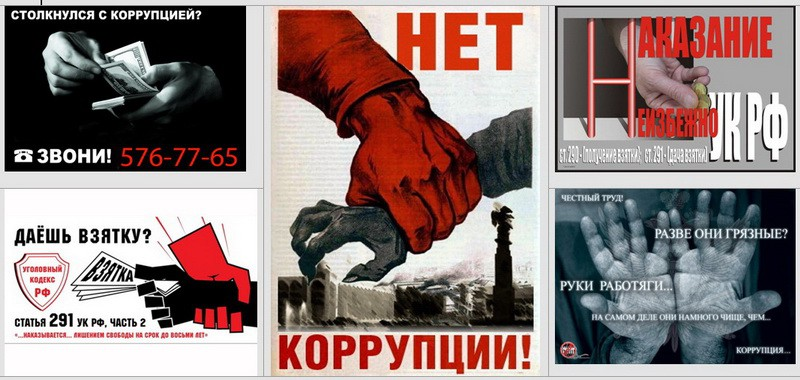 СТОЛКНУЛСЯ С КОРРУПЦИЕЙ?
☎ ЗВОНИ! 576-77-65
ДАЁШЬ ВЗЯТКУ?
УГОЛОВНЫЙ
КОДЕКС
РФ
ВЗЯТКА
СТАТЬЯ 291 УК РФ, ЧАСТЬ 2
«...НАКАЗЫВАЕТСЯ... ЛИШЕНИЕМ СВОБОДЫ НА СРОК ДО ВОСЬМИ ЛЕТ»
НЕТ
КОРРУПЦИИ!
НАКАЗАНИЕ
НЕИЗБЕЖНО
УК РФ
ст.290-(получение взятки); ст.291-(дача взятки)
ЧЕСТНЫЙ ТРУД!
РАЗВЕ ОНИ ГРЯЗНЫЕ?
РУКИ РАБОТЯГИ...
НА САМОМ ДЕЛЕ ОНИ НАМНОГО ЧИЩЕ, ЧЕМ...
КОРРУПЦИЯ...